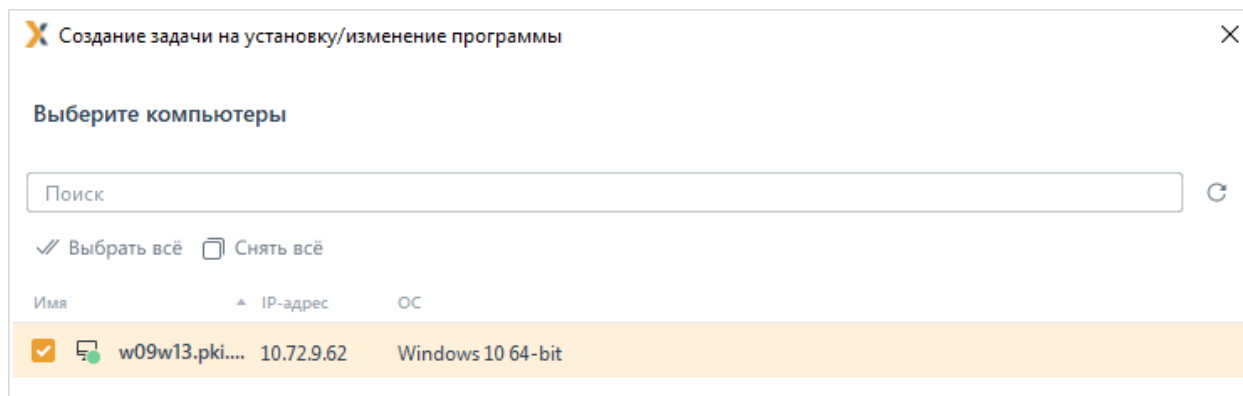 Создание задачи на установку/изменение программы
Выберите компьютеры
Поиск
Выбрать всё Снять всё
Имя IP-адрес ОС
w09w13.pki.... 10.72.9.62 Windows 10 64-bit